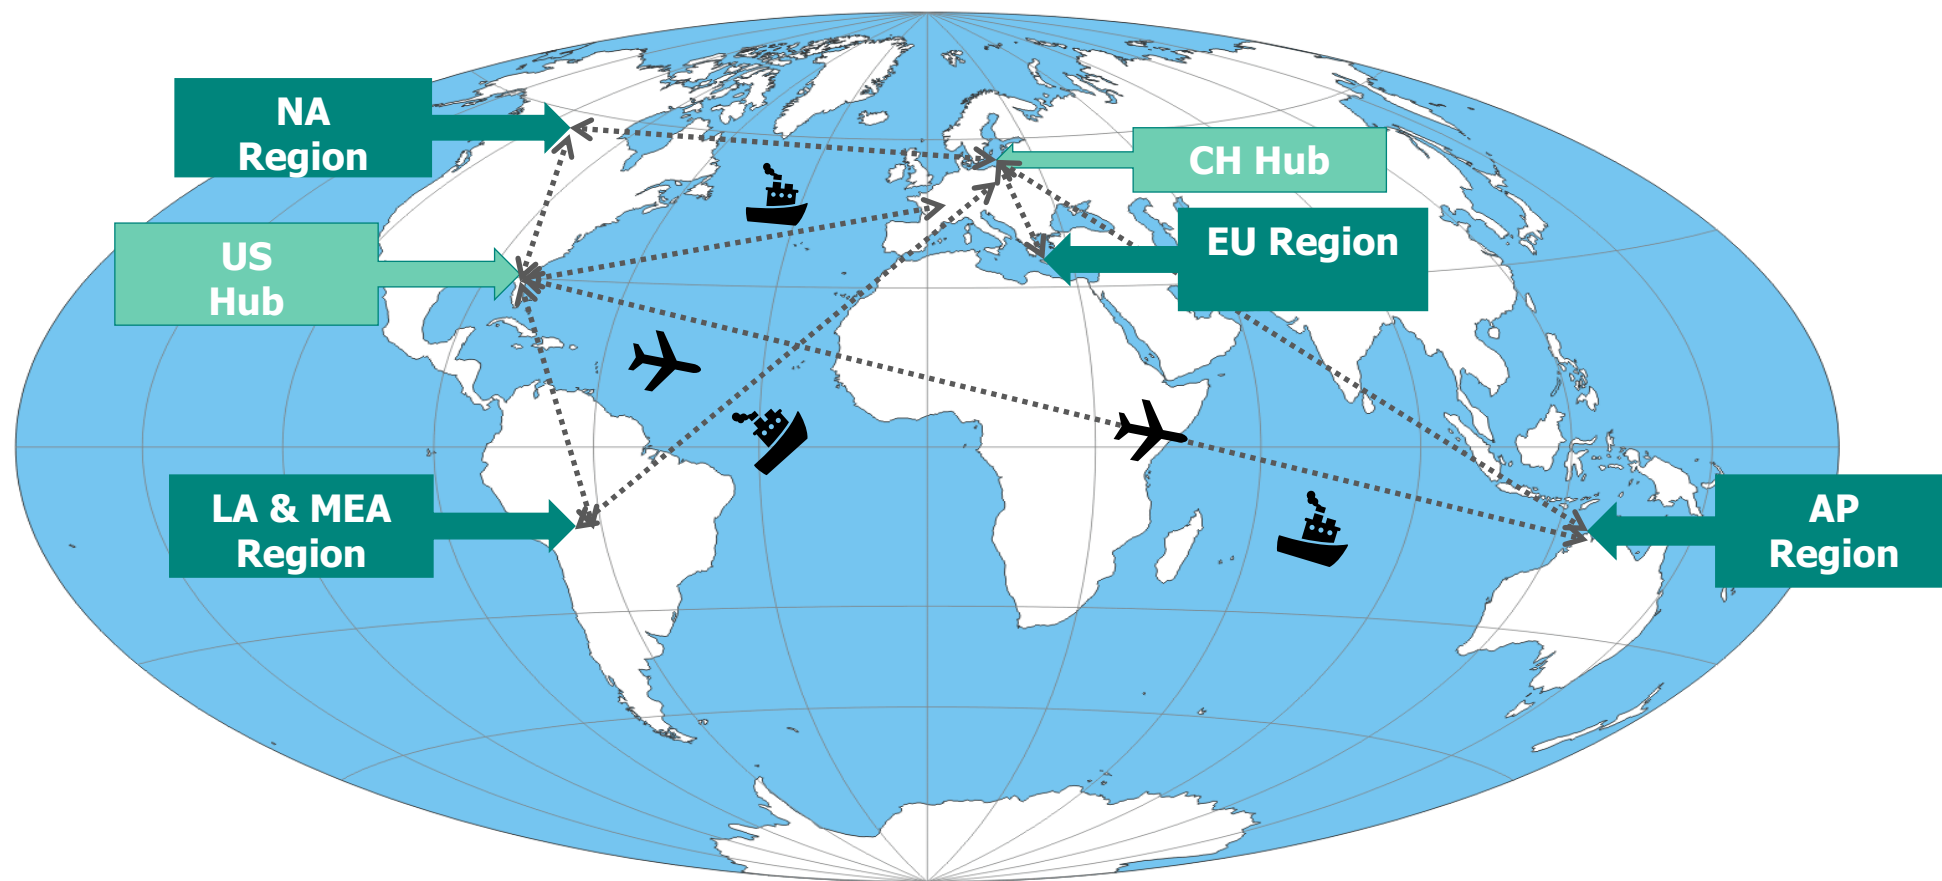 NA
Region
CH Hub
US
Hub
EU Region
LA & MEA
Region
AP
Region